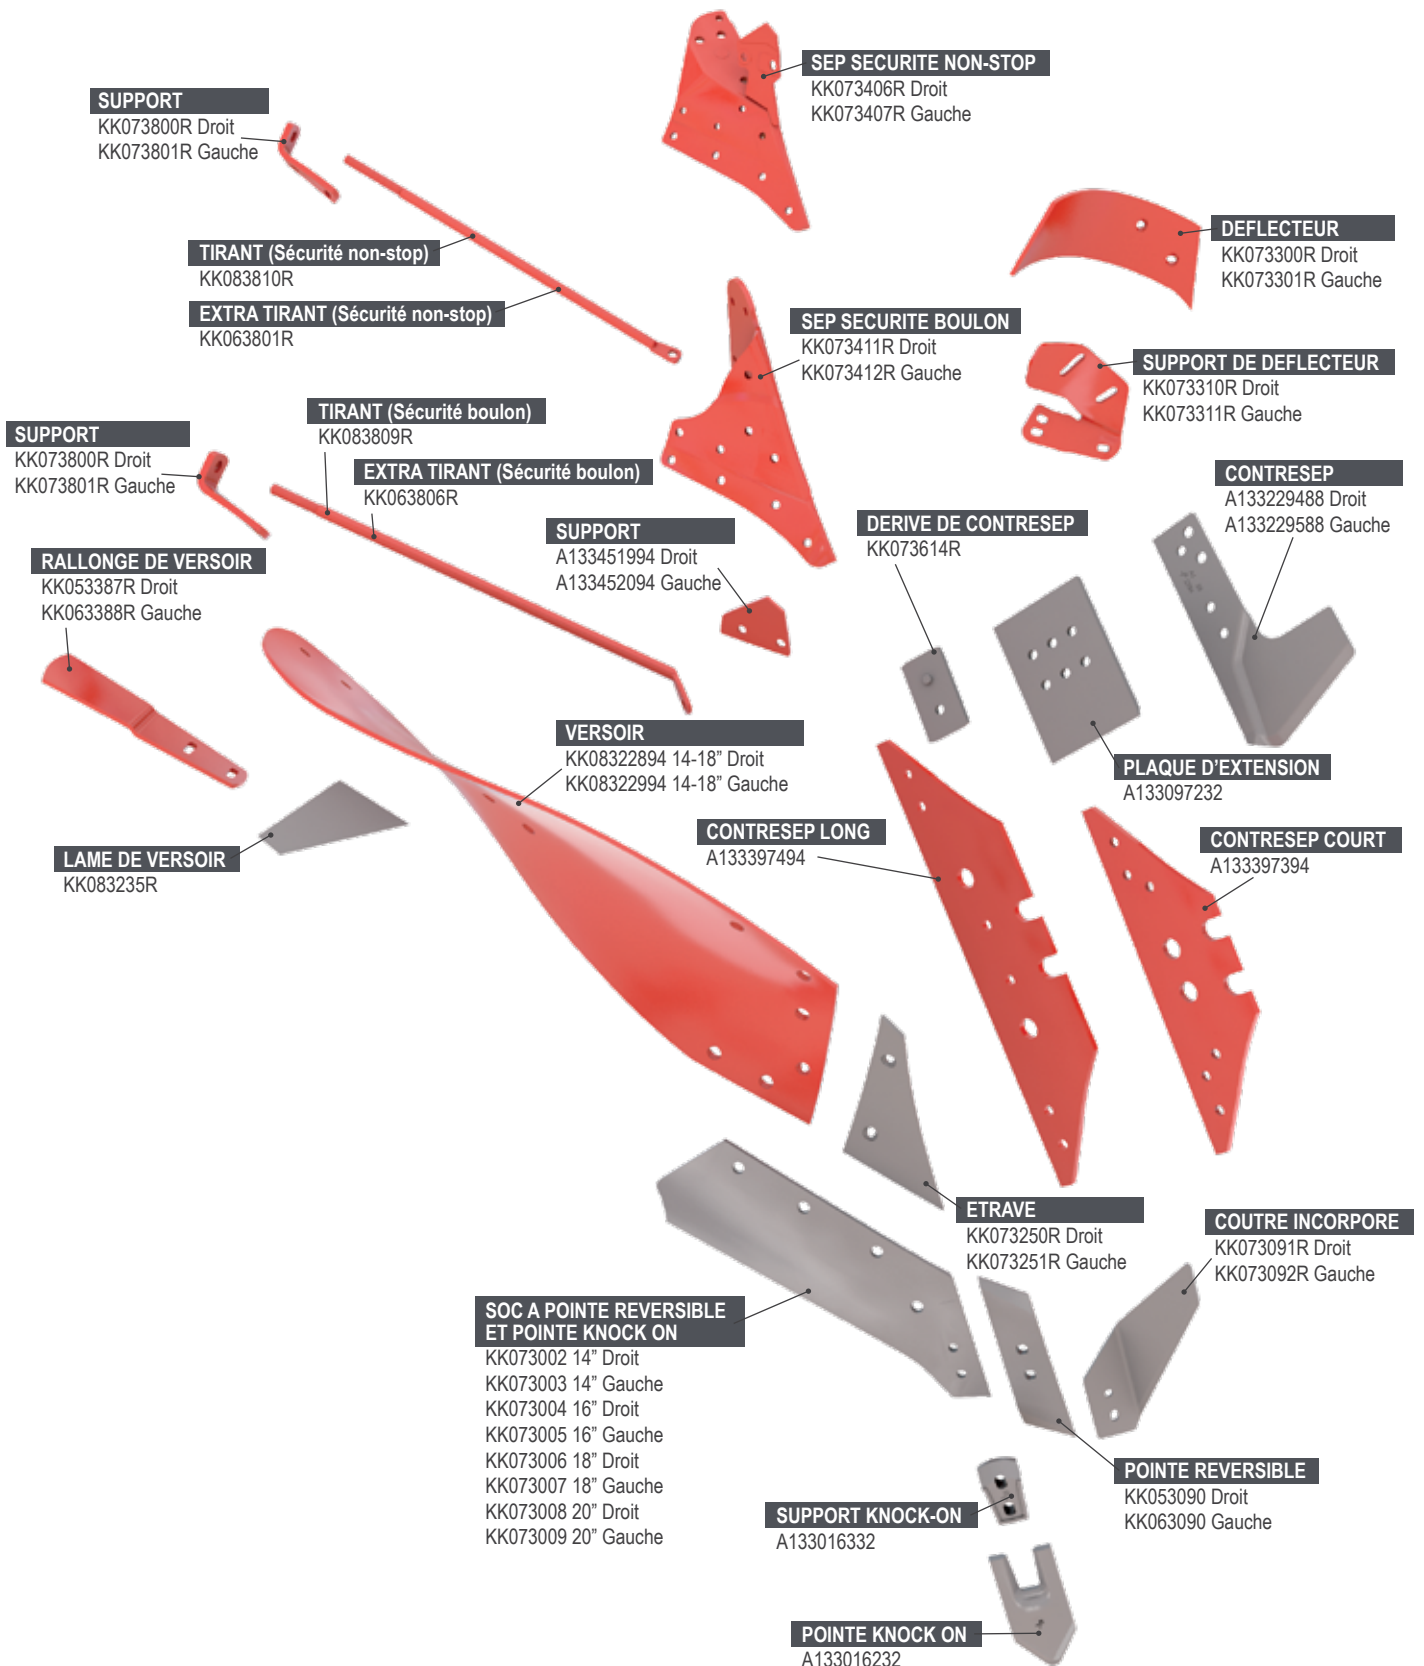 SEP SECURITE NON-STOP
KK073406R Droit
KK073407R Gauche
SUPPORT
KK073800R Droit
KK073801R Gauche
TIRANT (Sécurité non-stop)
KK083810R
EXTRA TIRANT (Sécurité non-stop)
KK063801R
DEFLECTEUR
KK073300R Droit
KK073301R Gauche
SEP SECURITE BOULON
KK073411R Droit
KK073412R Gauche
SUPPORT DE DEFLECTEUR
KK073310R Droit
KK073311R Gauche
TIRANT (Sécurité boulon)
KK083809R
SUPPORT
KK073800R Droit
KK073801R Gauche
EXTRA TIRANT (Sécurité boulon)
KK063806R
CONTRESEP
A133229488 Droit
A133229588 Gauche
SUPPORT
A133451994 Droit
A133452094 Gauche
DERIVE DE CONTRESEP
KK073614R
RALLONGE DE VERSOIR
KK053387R Droit
KK063388R Gauche
VERSOIR
KK08322894 14-18” Droit
KK08322994 14-18” Gauche
PLAQUE D’EXTENSION
A133097232
LAME DE VERSOIR
KK083235R
CONTRESEP LONG
A133397494
CONTRESEP COURT
A133397394
ETRAVE
KK073250R Droit
KK073251R Gauche
COUTRE INCORPORE
KK073091R Droit
KK073092R Gauche
SOC A POINTE REVERSIBLE
ET POINTE KNOCK ON
KK073002 14” Droit
KK073003 14” Gauche
KK073004 16” Droit
KK073005 16” Gauche
KK073006 18” Droit
KK073007 18” Gauche
KK073008 20” Droit
KK073009 20” Gauche
POINTE REVERSIBLE
KK053090 Droit
KK063090 Gauche
SUPPORT KNOCK-ON
A133016332
POINTE KNOCK ON
A133016232